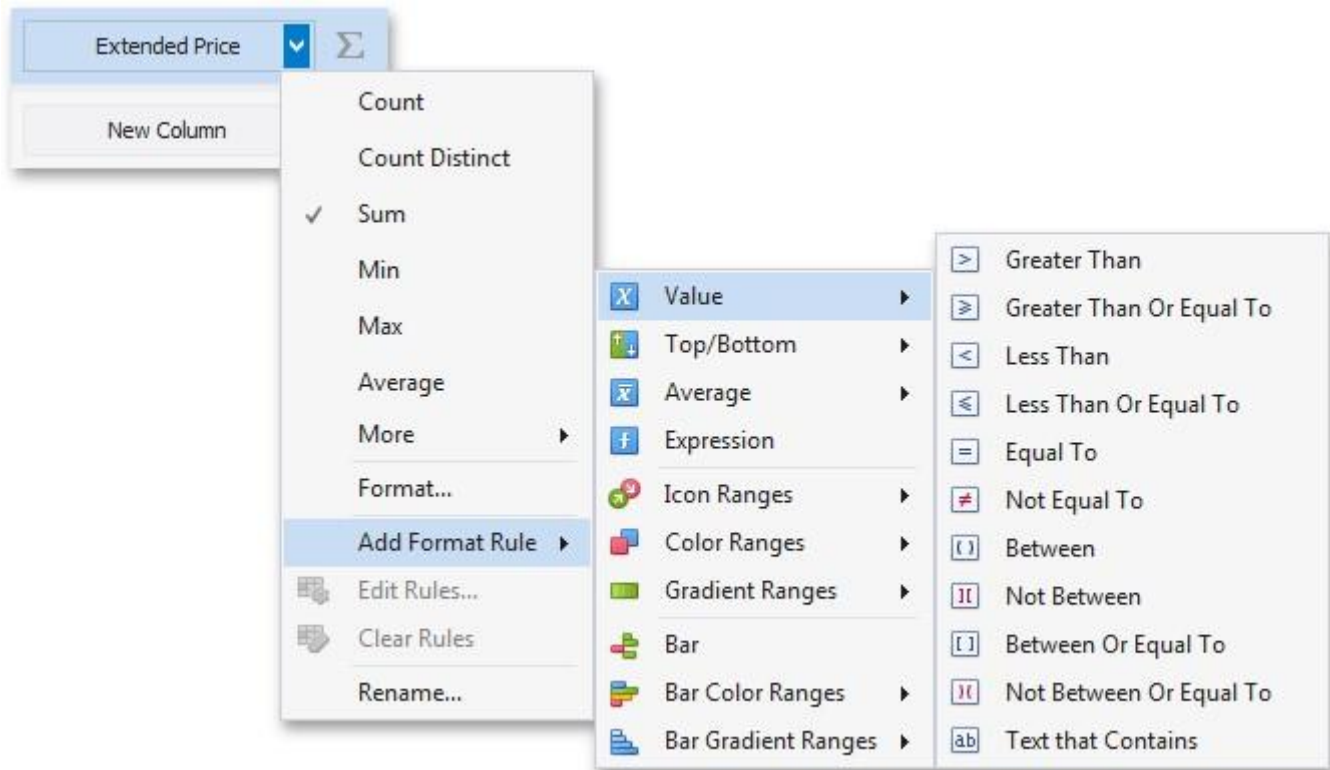 Extended Price
New Column
Count
Count Distinct
Sum
Min
Max
Average
More
Format...
Add Format Rule
Edit Rules...
Clear Rules
Rename...
Value
Top/Bottom
Average
Expression
Icon Ranges
Color Ranges
Gradient Ranges
Bar
Bar Color Ranges
Bar Gradient Ranges
Greater Than
Greater Than Or Equal To
Less Than
Less Than Or Equal To
Equal To
Not Equal To
Between
Not Between
Between Or Equal To
Not Between Or Equal To
Text that Contains